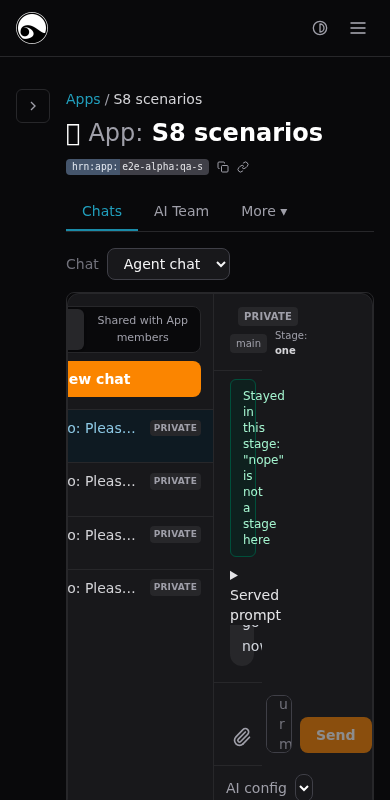 Apps / S8 scenarios
App: S8 scenarios
hrn:app: e2e-alpha:qa-s
Chats
AI Team
More ▾
Chat
Agent chat
Shared with App
members
ew chat
o: Pleas… PRIVATE
o: Pleas… PRIVATE
o: Pleas… PRIVATE
o: Pleas… PRIVATE
PRIVATE
main
Stage:
one
Stayed
in
this
stage:
"nope"
is
not
a
stage
here
Served
prompt
go
now
u
r
m
Send
AI config